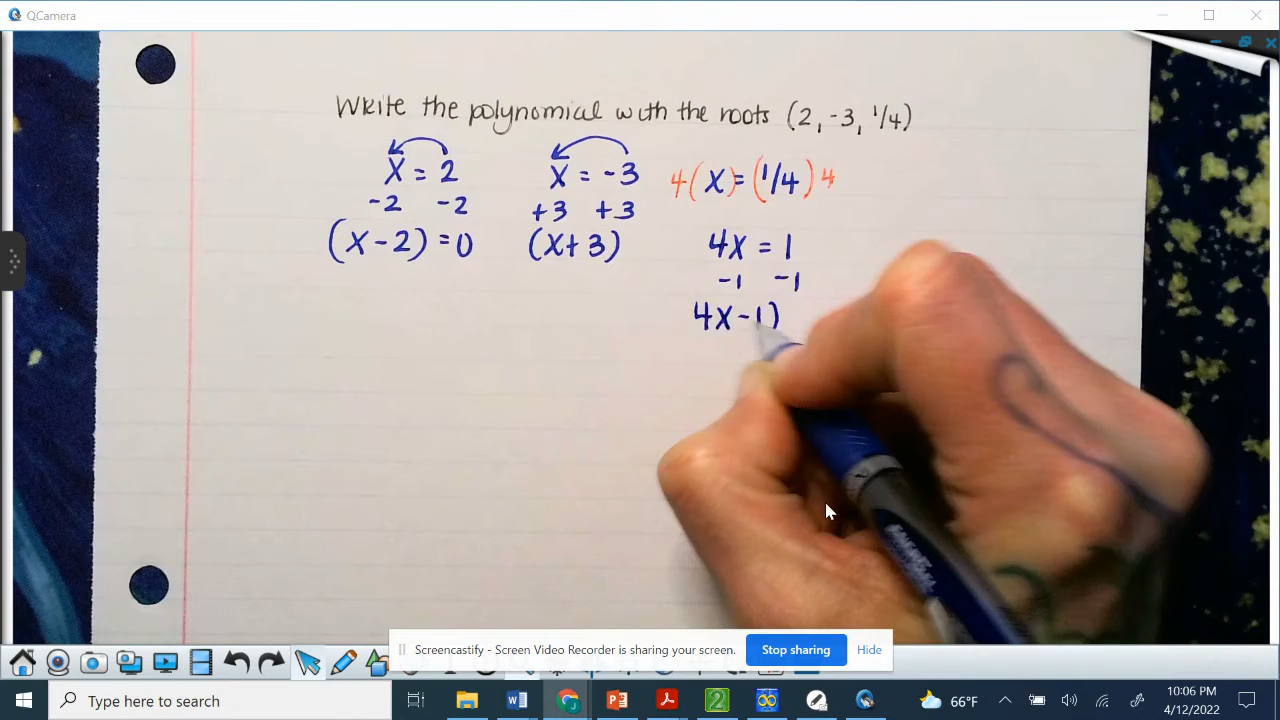 QCamera
Write the polynomial with the roots (2, -3, 1/4)
x = 2
-2 -2
(x-2) = 0
x = -3
+3 +3
(x+3)
4(x) = (1/4)4
4x = 1
-1 -1
4x-1)
Screencastify - Screen Video Recorder is sharing your screen.
Stop sharing
Hide
Type here to search
66°F
10:06 PM
4/12/2022